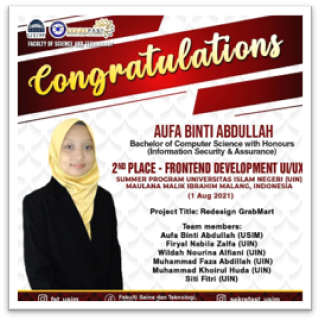 USIM
FACULTY OF SCIENCE AND TECHNOLOGY
Congratulations
AUFA BINTI ABDULLAH
Bachelor of Computer Science with Honours
(Information Security & Assurance)
2ND PLACE - FRONTEND DEVELOPMENT UI/UX
SUMMER PROGRAM UNIVERSITAS ISLAM NEGERI (UIN)
MAULANA MALIK IBRAHIM MALANG, INDONESIA
(1 Aug 2021)
Project Title: Redesign GrabMart
Team members:
Aufa Binti Abdullah (USIM)
Firyal Nabila Zalfa (UIN)
Wildah Nourina Alfiani (UIN)
Muhammad Faza Abdillah (UIN)
Muhammad Khoirul Huda (UIN)
Siti Fitri (UIN)
fst_usim
Fakulti Sains dan Teknologi,
sekrafast_usim